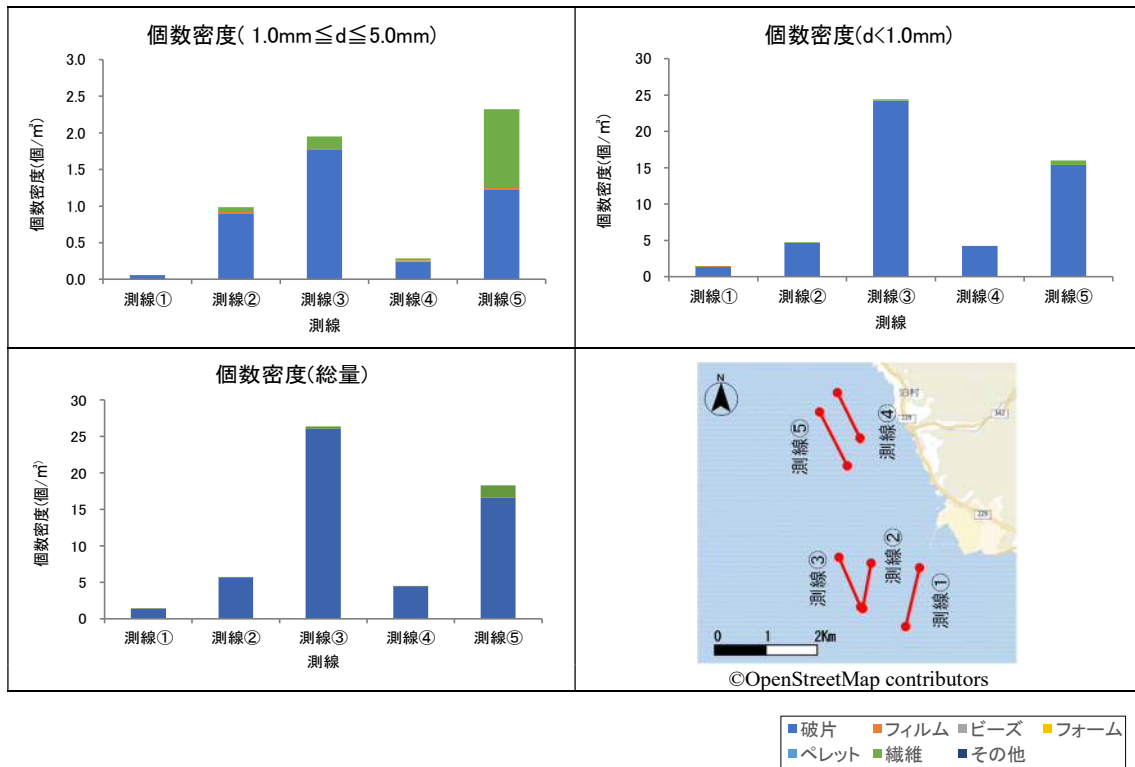 個数密度( 1.0mm≦d≦5.0mm)
個数密度(個/㎥)
3.0
2.5
2.0
1.5
1.0
0.5
0.0
測線① 測線② 測線③ 測線④ 測線⑤
測線
個数密度(d<1.0mm)
個数密度(個/㎥)
30
25
20
15
10
5
0
測線① 測線② 測線③ 測線④ 測線⑤
測線
個数密度(総量)
個数密度(個/㎥)
30
25
20
15
10
5
0
測線① 測線② 測線③ 測線④ 測線⑤
測線
N
229
342
229
測線⑤
測線④
測線③
測線②
測線①
0 1 2Km
©OpenStreetMap contributors
破片 フィルム ビーズ フォーム
ペレット 繊維 その他